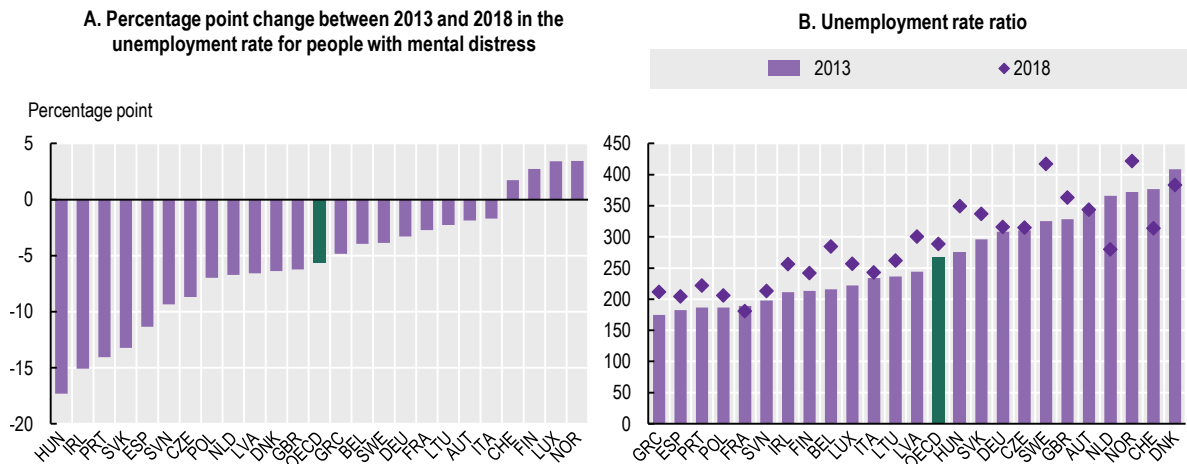 A. Percentage point change between 2013 and 2018 in the
unemployment rate for people with mental distress
Percentage point
5
0
-5
-10
-15
-20
HUN
IRL
PRT
SVK
ESP
SVN
CZE
POL
NLD
LVA
DNK
GBR
OECD
GRC
BEL
SWE
DEU
FRA
LTU
AUT
ITA
CHE
FIN
LUX
NOR
B. Unemployment rate ratio
2013
2018
450
400
350
300
250
200
150
100
50
0
GRC
ESP
PRT
POL
FRA
SVN
IRL
FIN
BEL
LUX
ITA
LTU
LVA
OECD
HUN
SVK
DEU
CZE
SWE
GBR
AUT
NLD
NOR
CHE
DNK